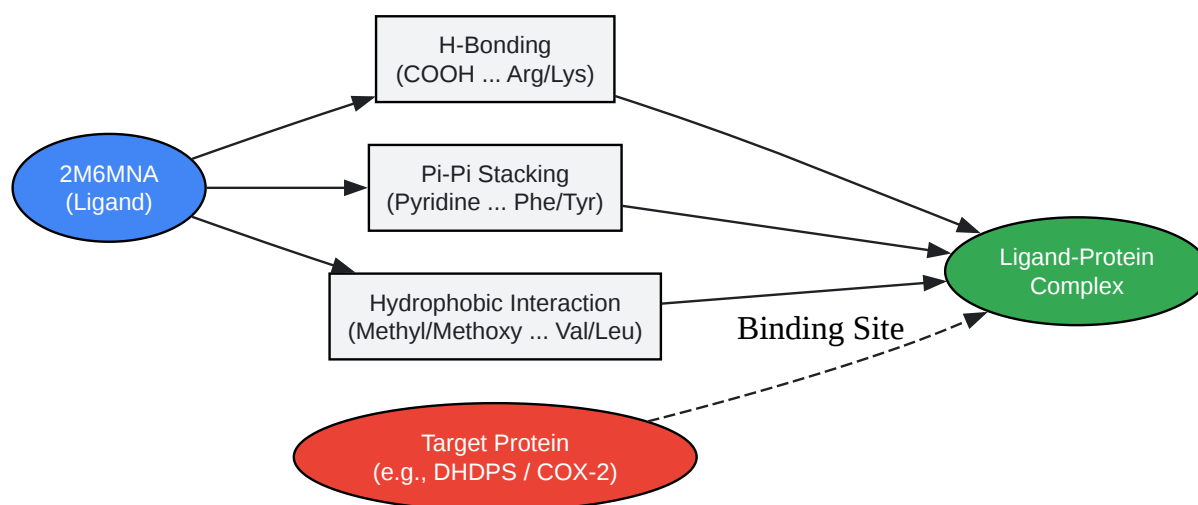 H-Bonding
(COOH ... Arg/Lys)
2M6MNA
(Ligand)
Pi-Pi Stacking
(Pyridine ... Phe/Tyr)
Ligand-Protein
Complex
Hydrophobic Interaction
(Methyl/Methoxy ... Val/Leu)
Binding Site
Target Protein
(e.g., DHDPS / COX-2)